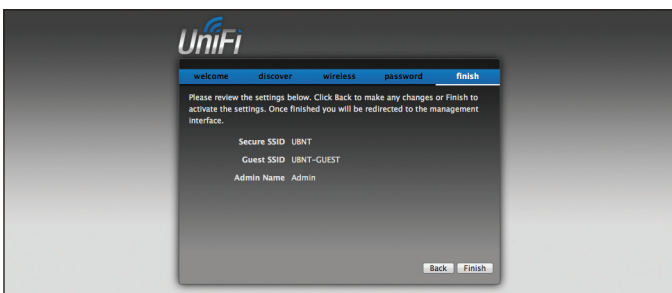 UniFi
welcome discover wireless password finish
Please review the settings below. Click Back to make any changes or Finish to
activate the settings. Once finished you will be redirected to the management
interface.
Secure SSID UBNT
Guest SSID UBNT-GUEST
Admin Name Admin
Back Finish